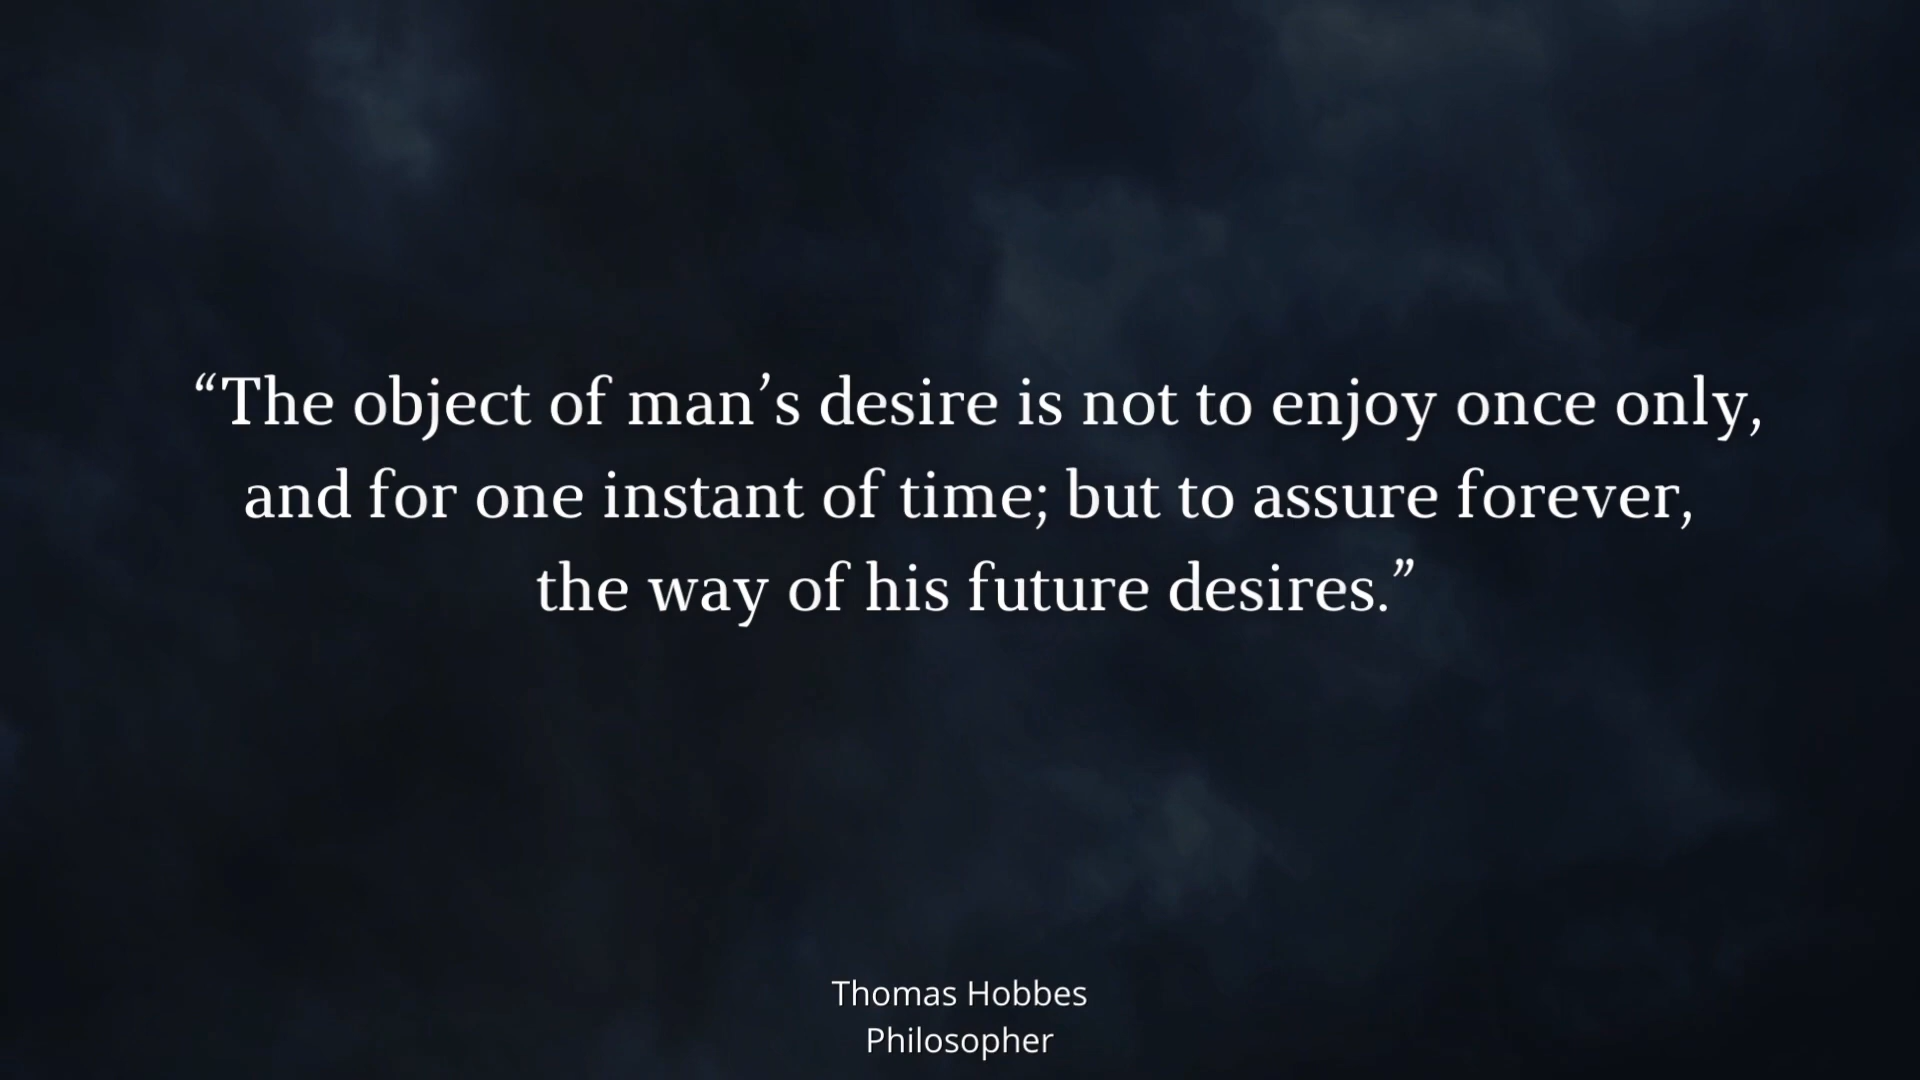 “The object of man’s desire is not to enjoy once only,
and for one instant of time; but to assure forever,
the way of his future desires.”
Thomas Hobbes
Philosopher